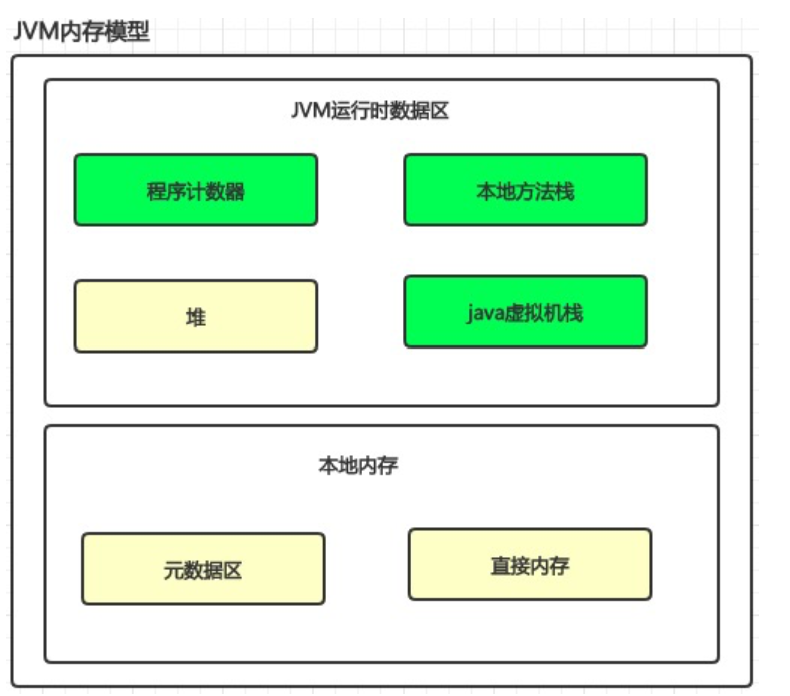 JVM内存模型
JVM运行时数据区
程序计数器
本地方法栈
堆
java虚拟机栈
本地内存
元数据区
直接内存